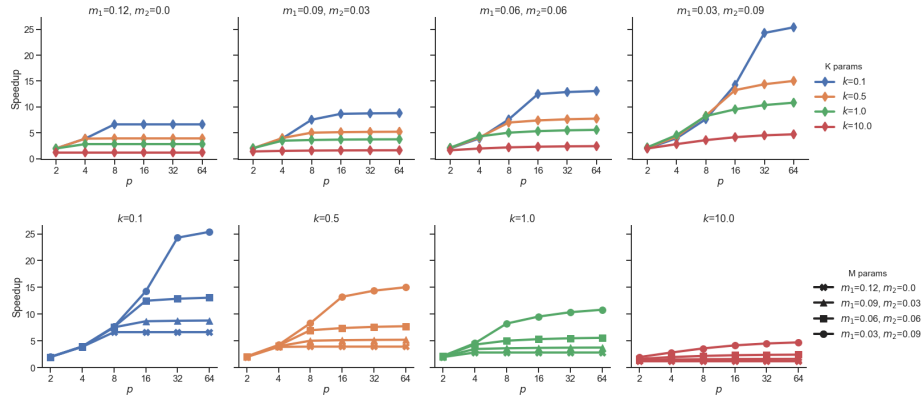 m₁=0.12, m₂=0.0
m₁=0.09, m₂=0.03
m₁=0.06, m₂=0.06
m₁=0.03, m₂=0.09
Speedup
25
20
15
10
5
0
2 4 8 16 32 64
2 4 8 16 32 64
2 4 8 16 32 64
2 4 8 16 32 64
p
p
p
p
K params
k=0.1
k=0.5
k=1.0
k=10.0
k=0.1
k=0.5
k=1.0
k=10.0
Speedup
25
20
15
10
5
0
2 4 8 16 32 64
2 4 8 16 32 64
2 4 8 16 32 64
2 4 8 16 32 64
p
p
p
p
M params
m₁=0.12, m₂=0.0
m₁=0.09, m₂=0.03
m₁=0.06, m₂=0.06
m₁=0.03, m₂=0.09